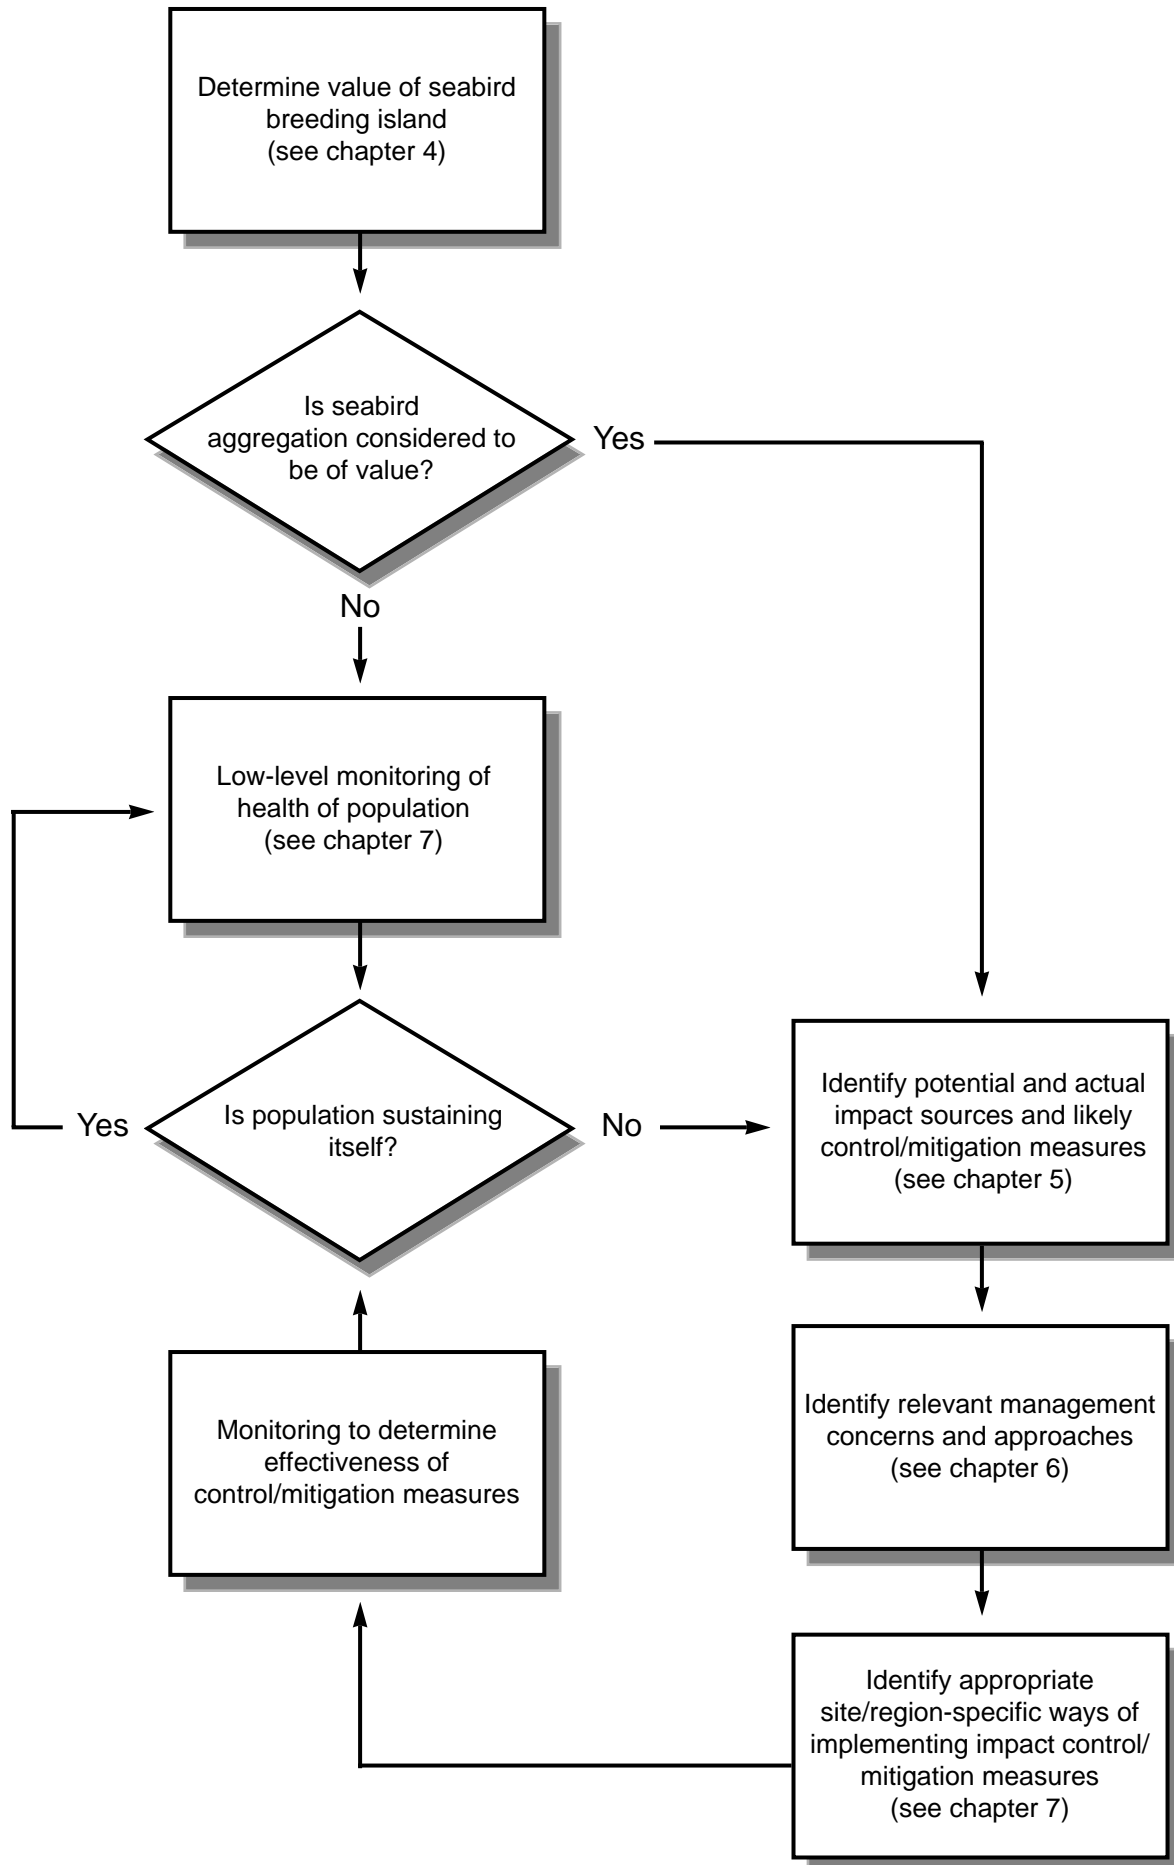 Determine value of seabird
breeding island
(see chapter 4)
Is seabird
aggregation considered to
be of value?
Yes
No
Low-level monitoring of
health of population
(see chapter 7)
Is population sustaining
itself?
Yes
No
Identify potential and actual
impact sources and likely
control/mitigation measures
(see chapter 5)
Identify relevant management
concerns and approaches
(see chapter 6)
Monitoring to determine
effectiveness of
control/mitigation measures
Identify appropriate
site/region-specific ways of
implementing impact control/
mitigation measures
(see chapter 7)